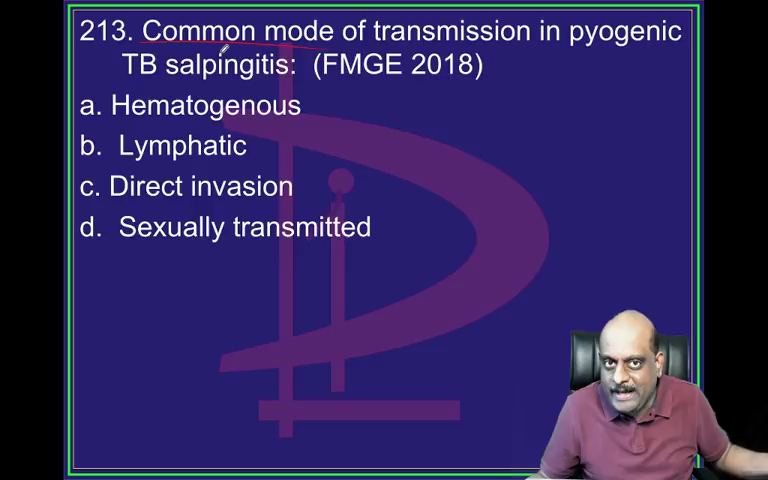 213. Common mode of transmission in pyogenic
TB salpingitis: (FMGE 2018)
a. Hematogenous
b. Lymphatic
c. Direct invasion
d. Sexually transmitted